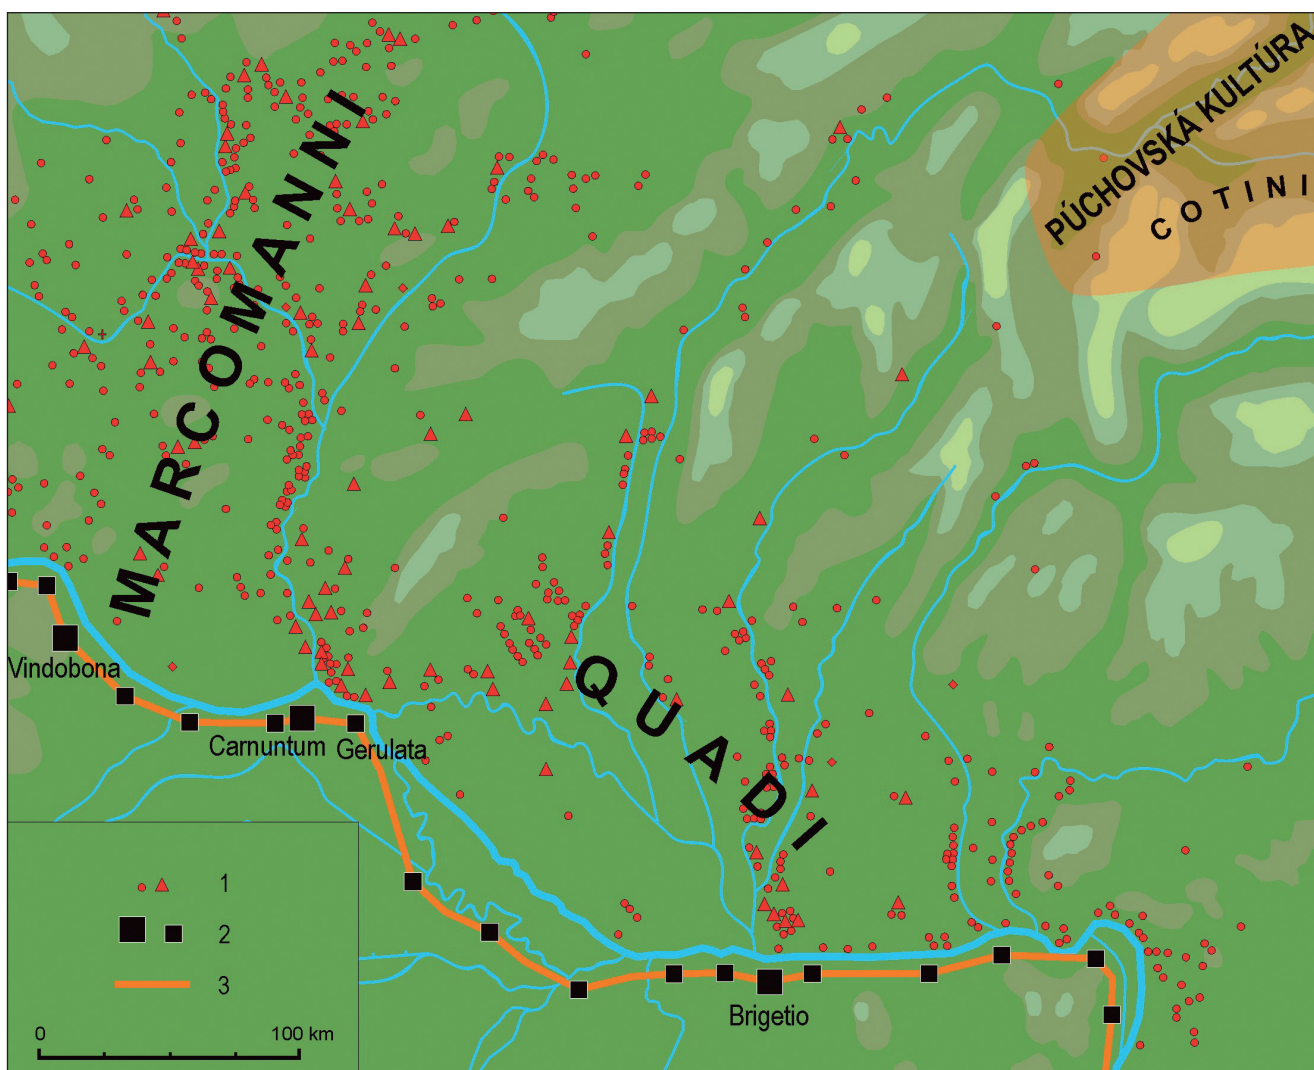 PÚCHOVSKÁ KULTÚRA
COTINI
MARCOMANNI
Vindobona
QUADI
Carnuntum
Gerulata
1
2
3
Brigetio
0
100 km